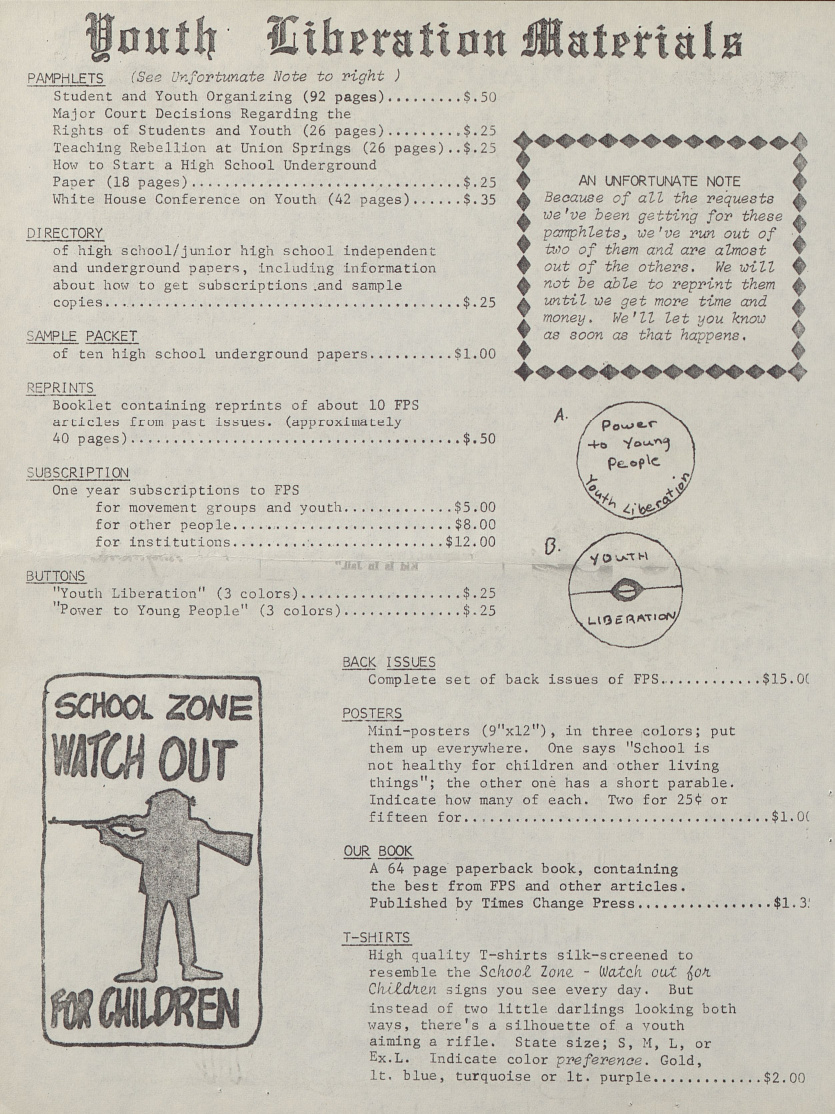 Youth Liberation Materials
PAMPHLETS (See Unfortunate Note to right )
Student and Youth Organizing (92 pages).........$.50
Major Court Decisions Regarding the
Rights of Students and Youth (26 pages).........$.25
Teaching Rebellion at Union Springs (26 pages)..$.25
How to Start a High School Underground
Paper (18 pages)................................$.25
White House Conference on Youth (42 pages)......$.35
DIRECTORY
of high school/junior high school independent
and underground papers, including information
about how to get subscriptions and sample
copies..........................................$.25
SAMPLE PACKET
of ten high school underground papers..........$1.00
REPRINTS
Booklet containing reprints of about 10 FPS
articles from past issues. (approximately
40 pages).......................................$.50
SUBSCRIPTION
One year subscriptions to FPS
for movement groups and youth.............$5.00
for other people..........................$8.00
for institutions.........................$12.00
BUTTONS
"Youth Liberation" (3 colors)...................$.25
"Power to Young People" (3 colors)..............$.25
AN UNFORTUNATE NOTE
Because of all the requests
we've been getting for these
pamphlets, we've run out of
two of them and are almost
out of the others. We will
not be able to reprint them
until we get more time and
money. We'll let you know
as soon as that happens.
A.
Power
to Young
People
Youth Liberation
B.
YOUTH
LIBERATION
SCHOOL ZONE
WATCH OUT
FOR CHILDREN
BACK ISSUES
Complete set of back issues of FPS............$15.0
POSTERS
Mini-posters (9"x12"), in three colors; put
them up everywhere. One says "School is
not healthy for children and other living
things"; the other one has a short parable.
Indicate how many of each. Two for 25¢ or
fifteen for..................................$1.0
OUR BOOK
A 64 page paperback book, containing
the best from FPS and other articles.
Published by Times Change Press...............$1.3
T-SHIRTS
High quality T-shirts silk-screened to
resemble the School Zone - Watch out for
Children signs you see every day. But
instead of two little darlings looking both
ways, there's a silhouette of a youth
aiming a rifle. State size; S, M, L, or
Ex.L. Indicate color preference. Gold,
lt. blue, turquoise or lt. purple.............$2.00